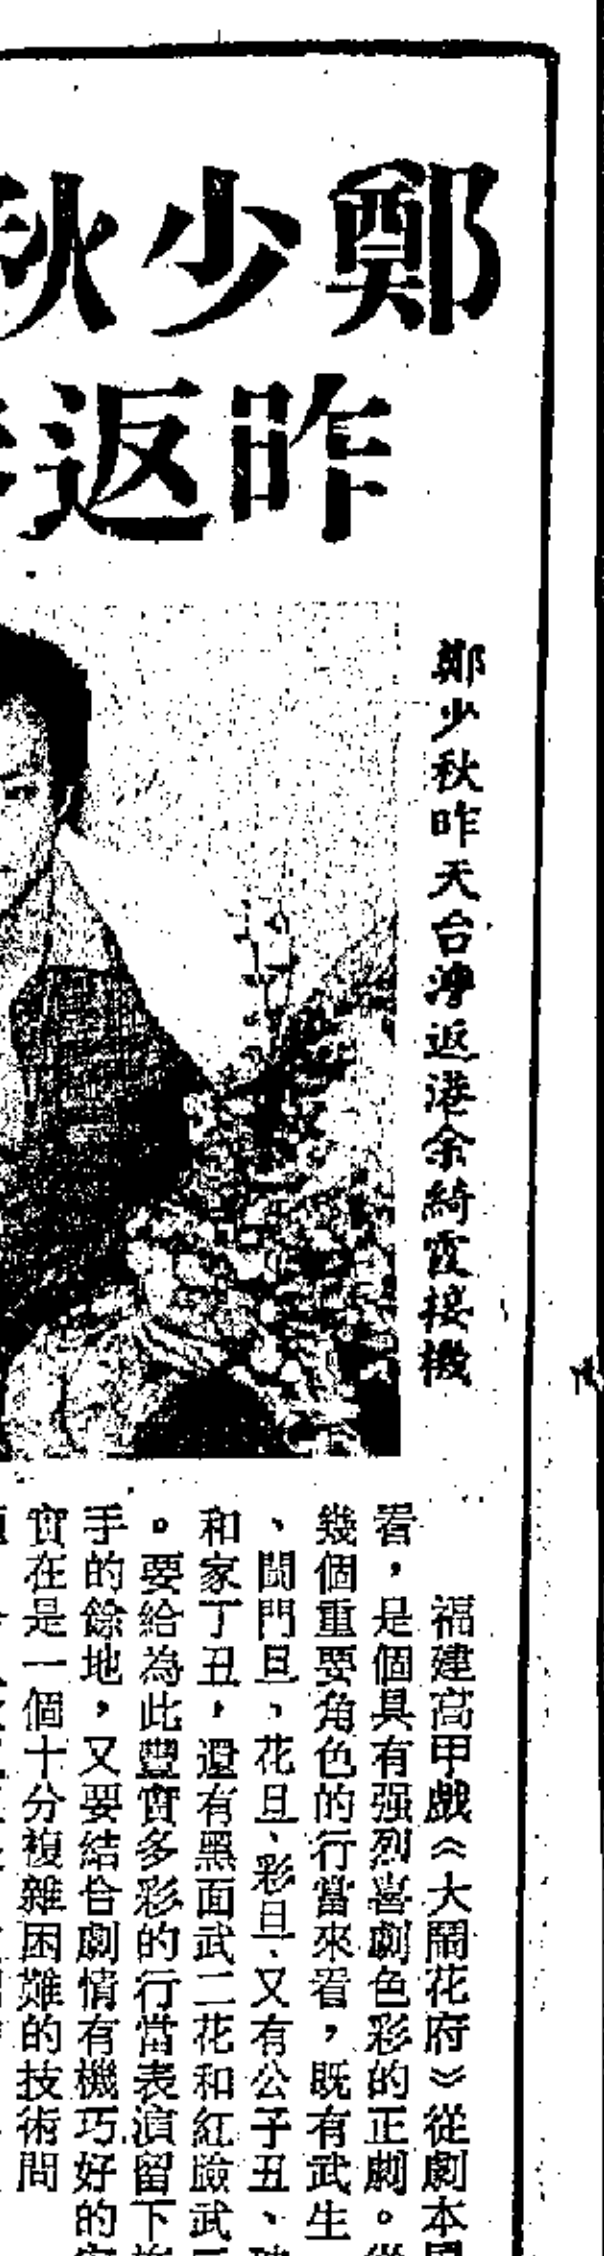 鄭少秋
昨返
鄭少秋昨天台灣返港余綺霞接機
福建高甲戲《大鬧花府》從劇本
看，是個具有强烈喜劇色彩的正劇。
幾個重要角色的行當來看，既有武生
、閨門旦、花旦、彩旦、又有公子丑、
和家丁丑，還有黑面武二花和紅臉武
。要給為此豐實多彩的行當表演留下
手的餘地，又要結合劇情有機巧好的
實在是一個十分複雜困難的技術問